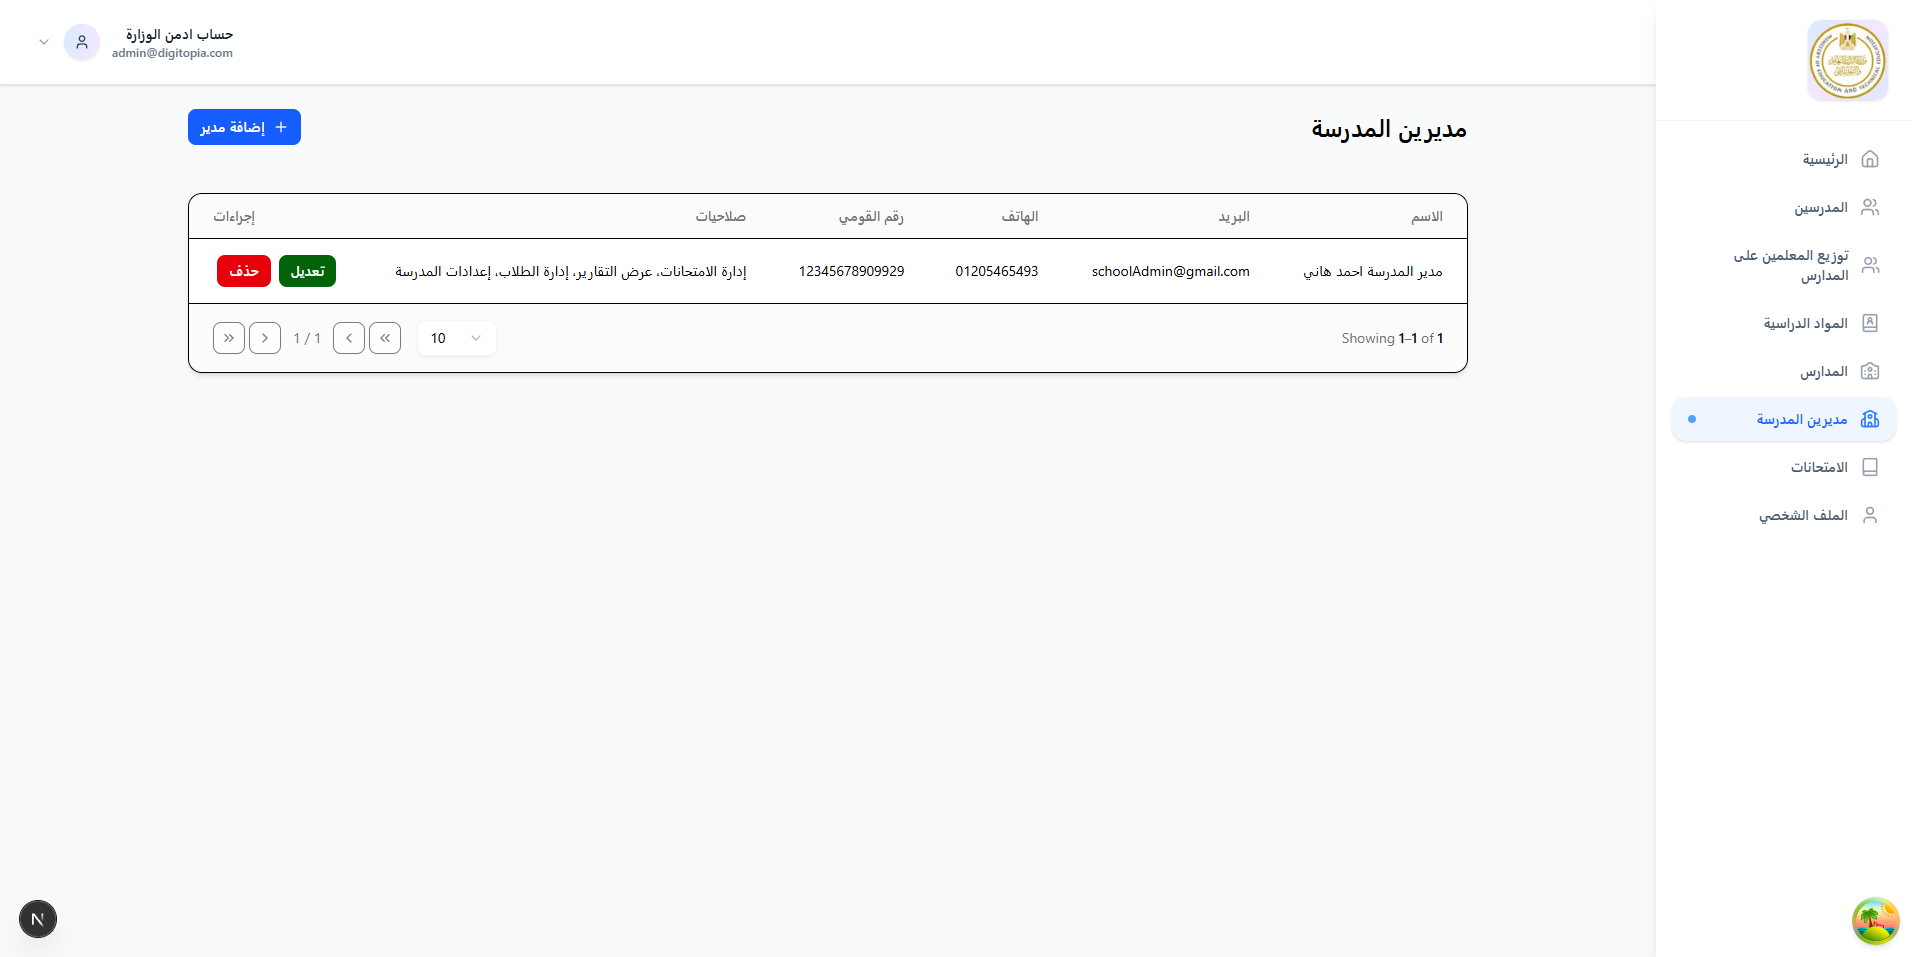 حساب ادمن الوزارة
admin@digitopia.com
الرئيسية
المدرسين
توزيع المعلمين على
المدارس
المواد الدراسية
المدارس
مديرين المدرسة
الامتحانات
الملف الشخصي
مديرين المدرسة
إضافة مدير
الاسم البريد الهاتف رقم القومي صلاحيات إجراءات
مدير المدرسة احمد هاني schoolAdmin@gmail.com 01205465493 12345678909929 إدارة الامتحانات، عرض التقارير، إدارة الطلاب، إعدادات المدرسة تعديل حذف
Showing 1–1 of 1 10 1 / 1
N